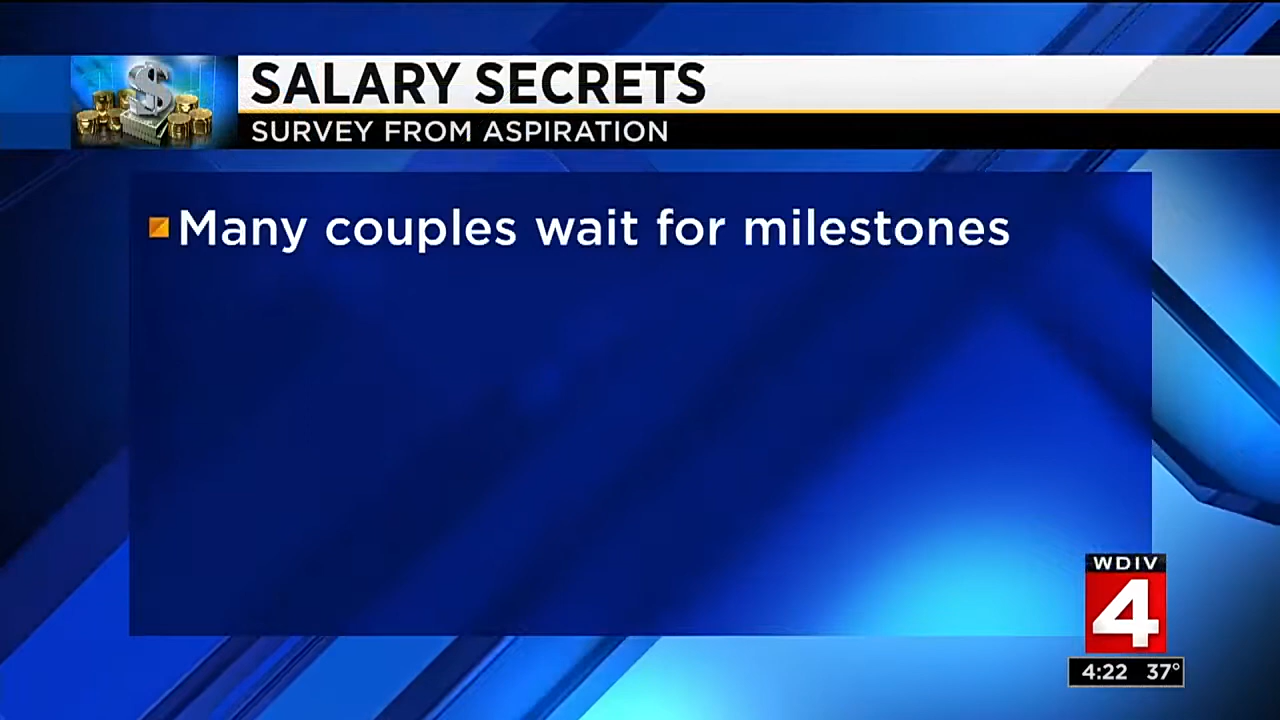 SALARY SECRETS
SURVEY FROM ASPIRATION
Many couples wait for milestones
WDIV
4
4:22 37°